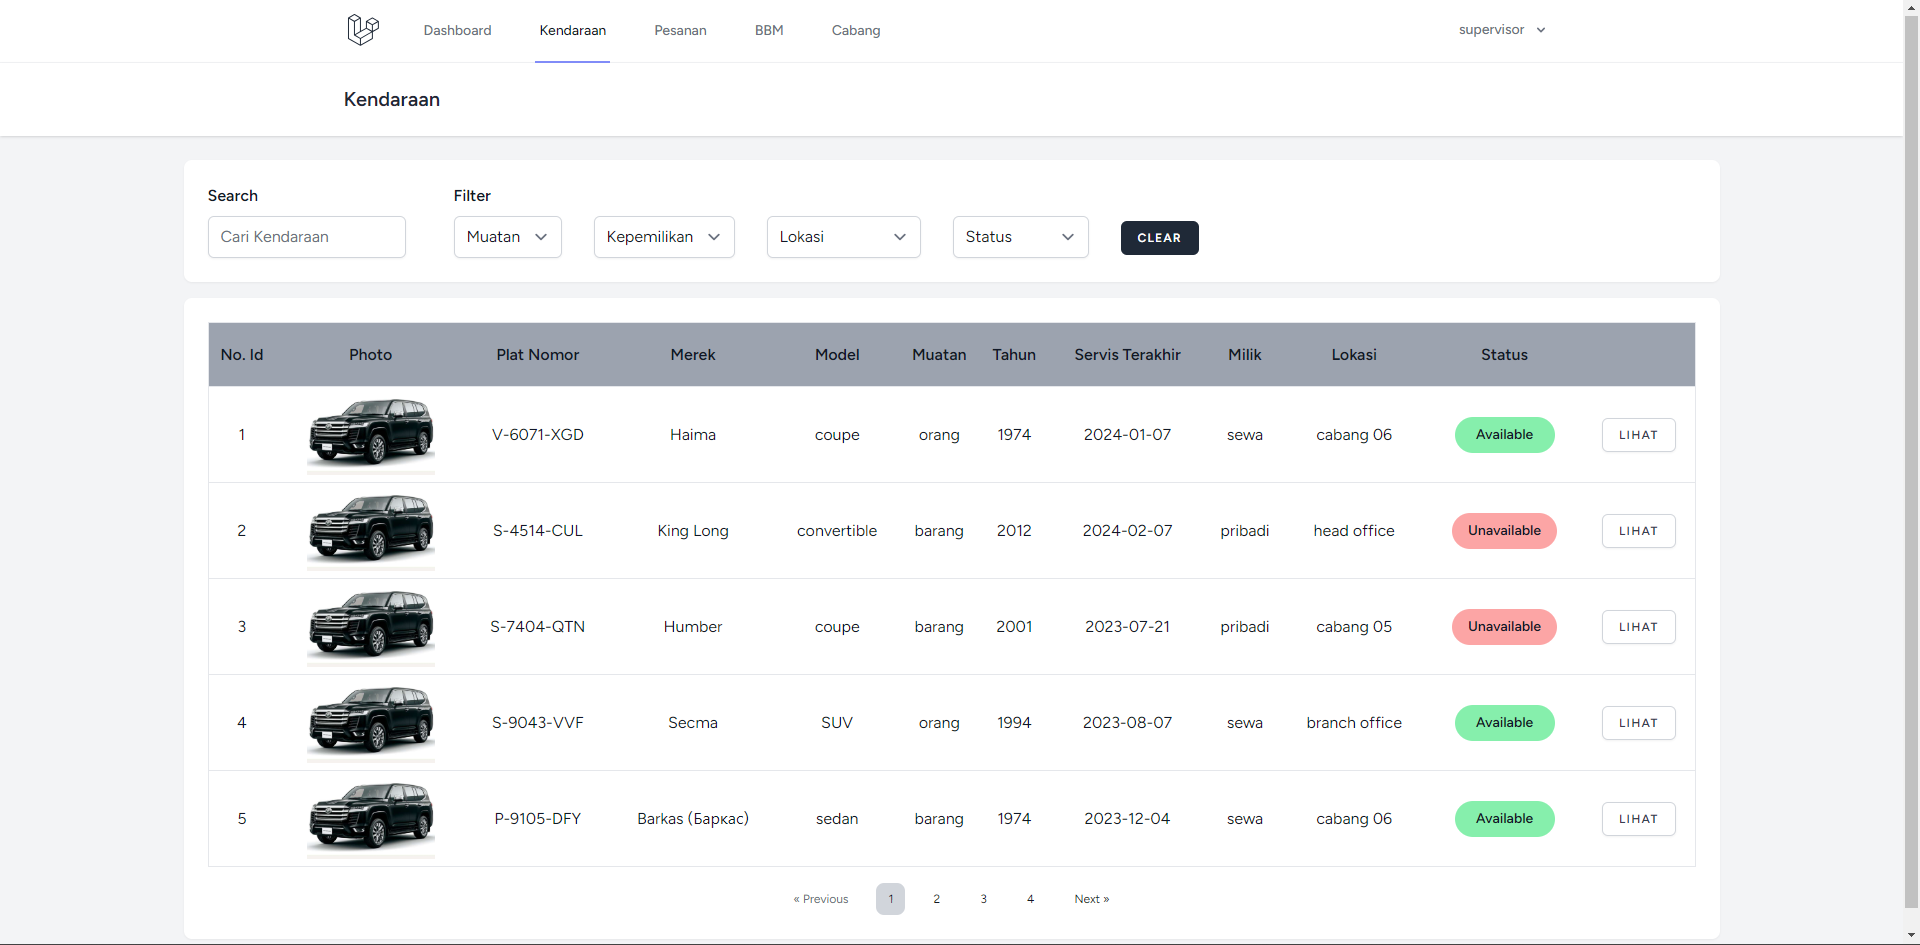 Dashboard Kendaraan Pesanan BBM Cabang supervisor
Kendaraan
Search Filter
Cari Kendaraan Muatan Kepemilikan Lokasi Status CLEAR
No. Id Photo Plat Nomor Merek Model Muatan Tahun Servis Terakhir Milik Lokasi Status
1 V-6071-XGD Haima coupe orang 1974 2024-01-07 sewa cabang 06 Available LIHAT
2 S-4514-CUL King Long convertible barang 2012 2024-02-07 pribadi head office Unavailable LIHAT
3 S-7404-QTN Humber coupe barang 2001 2023-07-21 pribadi cabang 05 Unavailable LIHAT
4 S-9043-VVF Secma SUV orang 1994 2023-08-07 sewa branch office Available LIHAT
5 P-9105-DFY Barkas (Баркас) sedan barang 1974 2023-12-04 sewa cabang 06 Available LIHAT
« Previous 1 2 3 4 Next »